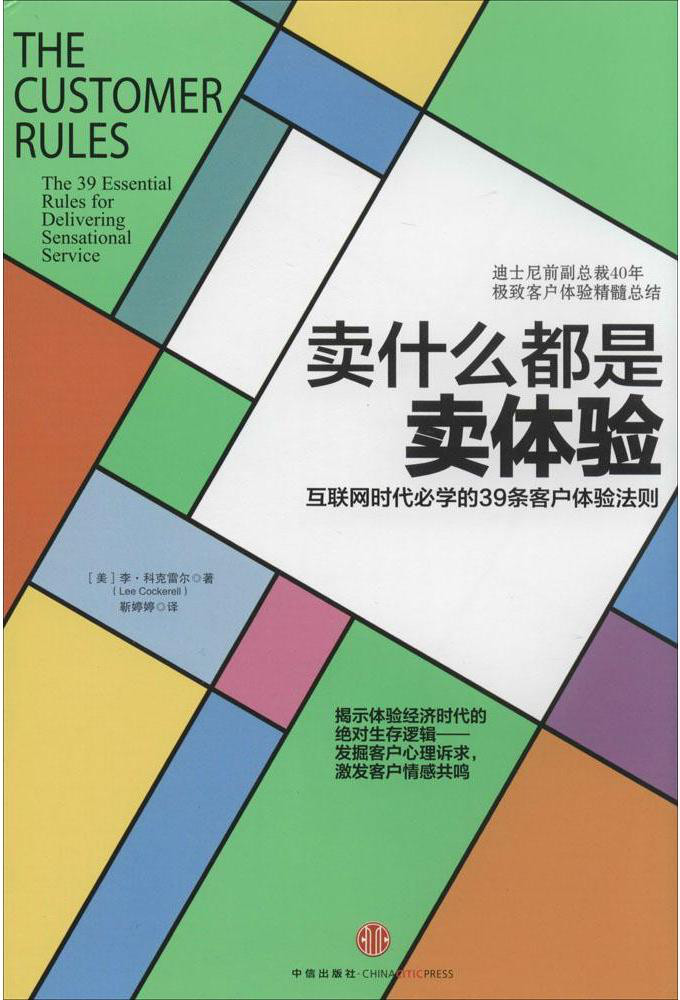 THE
CUSTOMER
RULES
The 39 Essential
Rules for
Delivering
Sensational
Service
迪士尼前副总裁40年
极致客户体验精髓总结
卖什么都是
卖体验
互联网时代必学的39条客户体验法则
［美］李·科克雷尔◎著
（Lee Cockerell）
靳婷婷◎译
揭示体验经济时代的
绝对生存逻辑——
发掘客户心理诉求，
激发客户情感共鸣
中信出版社·CHINACITICPRESS